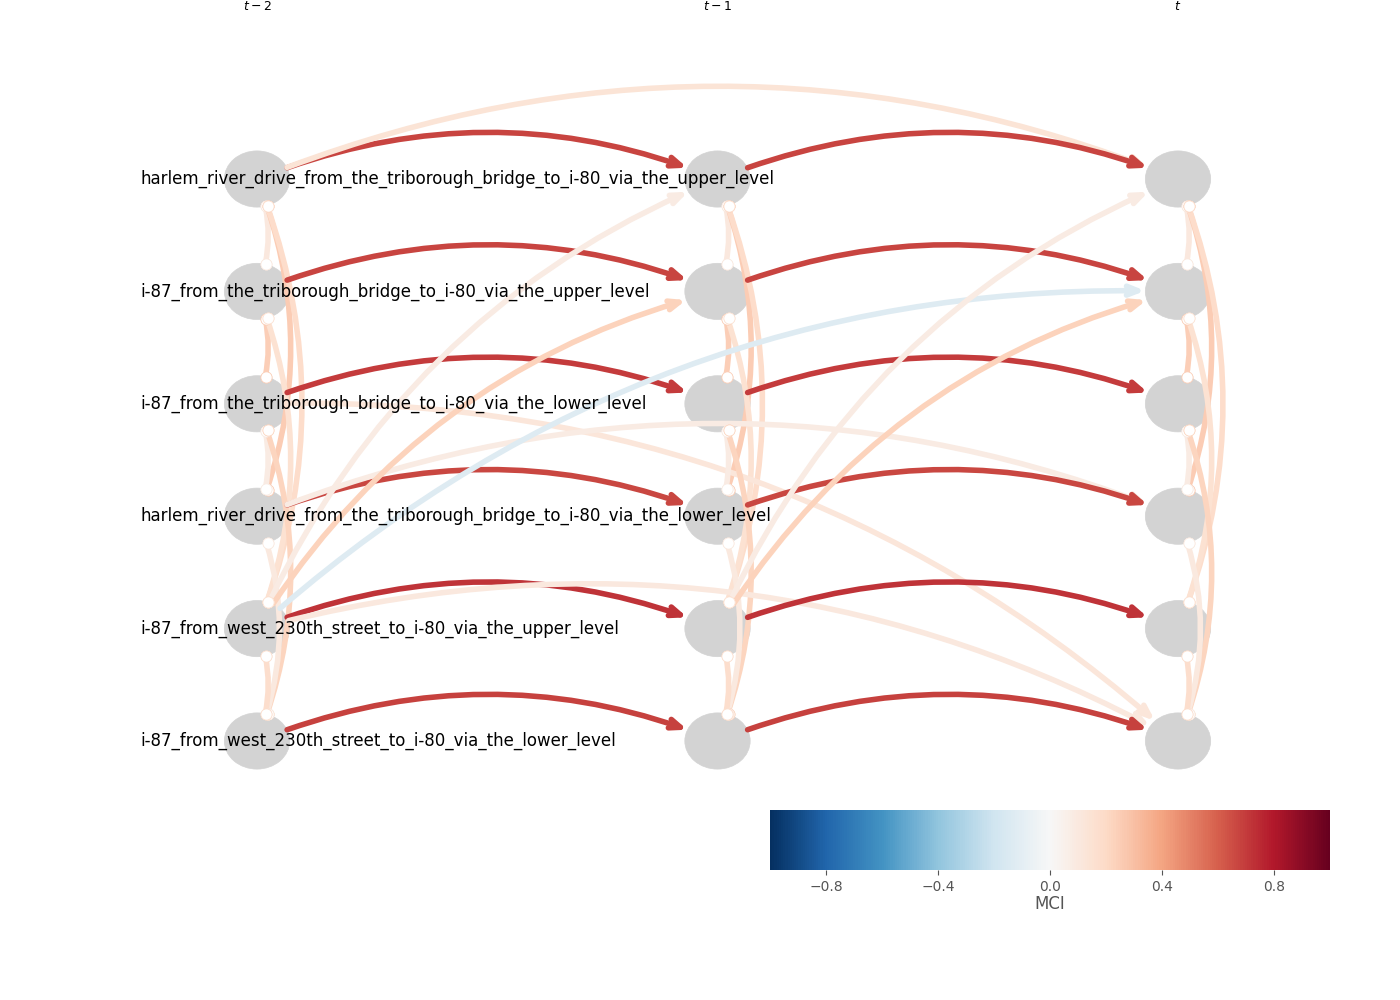 t − 2 t − 1 t
harlem_river_drive_from_the_triborough_bridge_to_i-80_via_the_upper_level
i-87_from_the_triborough_bridge_to_i-80_via_the_upper_level
i-87_from_the_triborough_bridge_to_i-80_via_the_lower_level
harlem_river_drive_from_the_triborough_bridge_to_i-80_via_the_lower_level
i-87_from_west_230th_street_to_i-80_via_the_upper_level
i-87_from_west_230th_street_to_i-80_via_the_lower_level
−0.8 −0.4 0.0 0.4 0.8
MCI